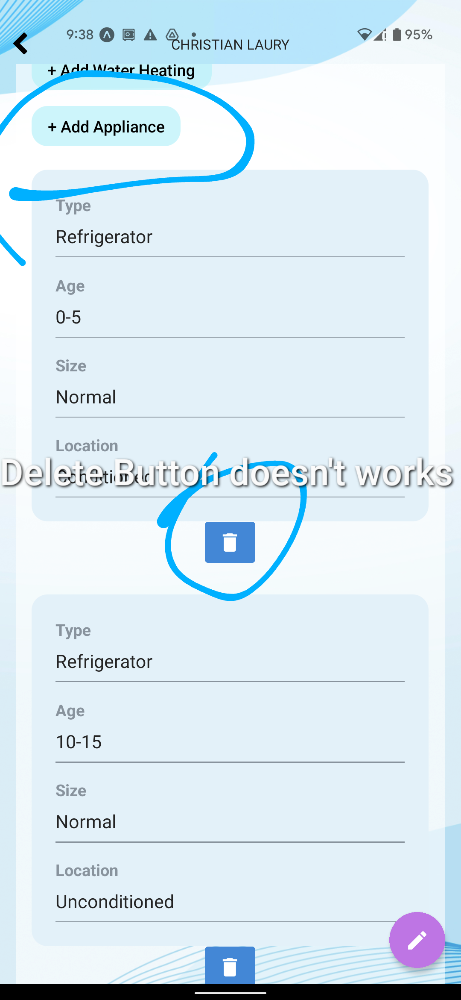 9:38
95%
CHRISTIAN LAURY
+ Add Water Heating
+ Add Appliance
Type
Refrigerator
Age
0-5
Size
Normal
Location
Conditioned
Delete Button doesn't works
Type
Refrigerator
Age
10-15
Size
Normal
Location
Unconditioned